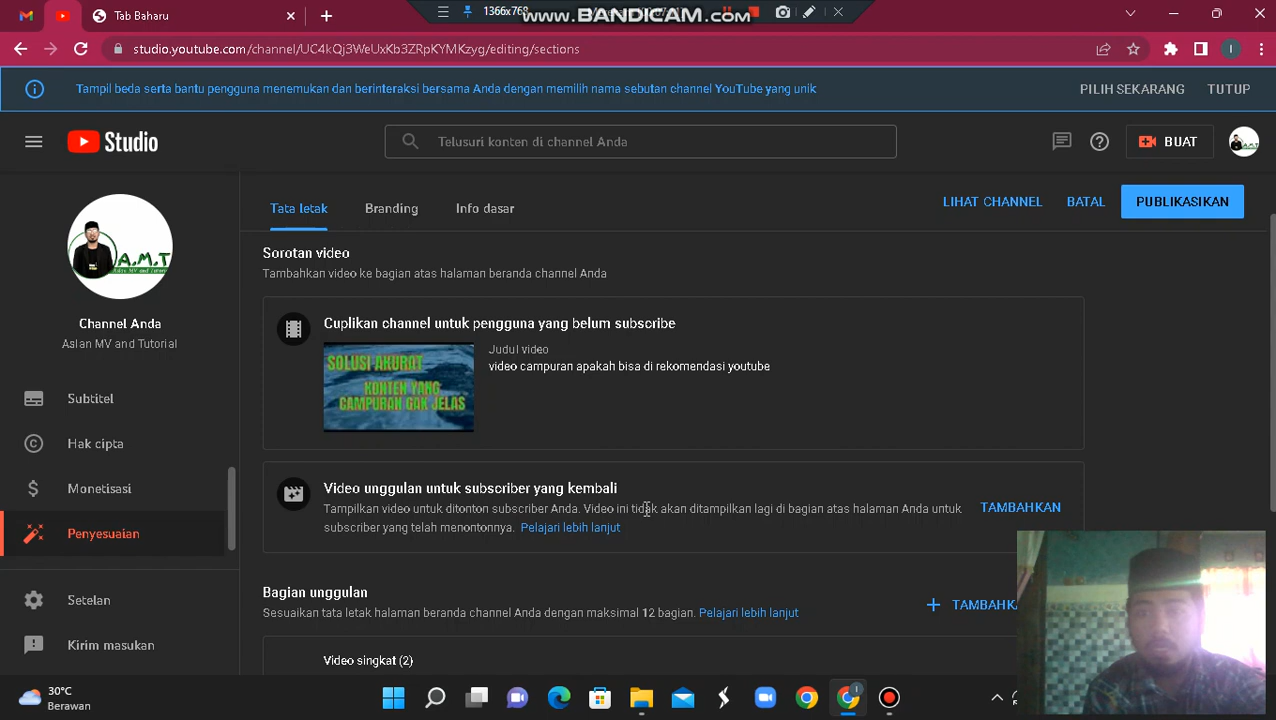 Tab Baharu
1366x768
www.BANDICAM.com
studio.youtube.com/channel/UC4kQj3WeUxKb3ZRpKYMKzyg/editing/sections
I
Tampil beda serta bantu pengguna menemukan dan berinteraksi bersama Anda dengan memilih nama sebutan channel YouTube yang unik
PILIH SEKARANG
TUTUP
Studio
Telusuri konten di channel Anda
BUAT
Tata letak
Branding
Info dasar
LIHAT CHANNEL
BATAL
PUBLIKASIKAN
A.M.T
Aslan MV and Tutorial
Channel Anda
Aslan MV and Tutorial
Subtitel
Hak cipta
Monetisasi
Penyesuaian
Setelan
Kirim masukan
Sorotan video
Tambahkan video ke bagian atas halaman beranda channel Anda
Cuplikan channel untuk pengguna yang belum subscribe
SOLUSI AKURAT
KONTEN YANG
CAMPURAN GAK JELAS
Judul video
video campuran apakah bisa di rekomendasi youtube
Video unggulan untuk subscriber yang kembali
Tampilkan video untuk ditonton subscriber Anda. Video ini tidak akan ditampilkan lagi di bagian atas halaman Anda untuk
subscriber yang telah menontonnya. Pelajari lebih lanjut
TAMBAHKAN
Bagian unggulan
Sesuaikan tata letak halaman beranda channel Anda dengan maksimal 12 bagian. Pelajari lebih lanjut
+ TAMBAHKA
Video singkat (2)
30°C
Berawan